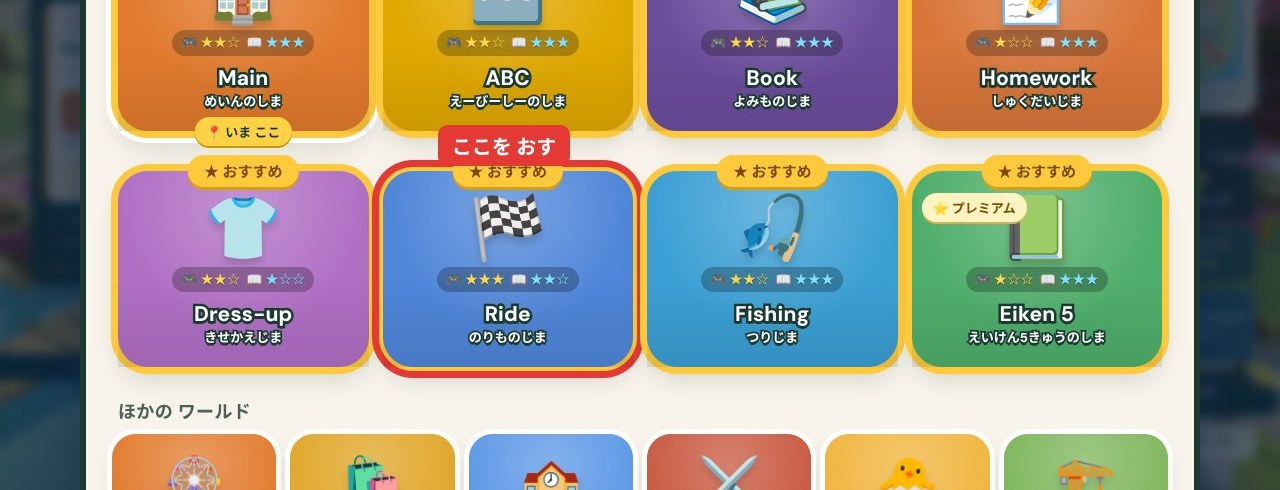 ★★☆ ★★★
Main
めいんのしま
📍 いま ここ
★★☆ ★★★
ABC
えーびーしーのしま
★★☆ ★★★
Book
よみものじま
★☆☆ ★★★
Homework
しゅくだいじま
★ おすすめ
★★☆ ★☆☆
Dress-up
きせかえじま
ここを おす
★ おすすめ
★★★ ★★☆
Ride
のりものじま
★ おすすめ
★★☆ ★★★
Fishing
つりじま
★ おすすめ
⭐ プレミアム
★☆☆ ★★★
Eiken 5
えいけん5きゅうのしま
ほかの ワールド